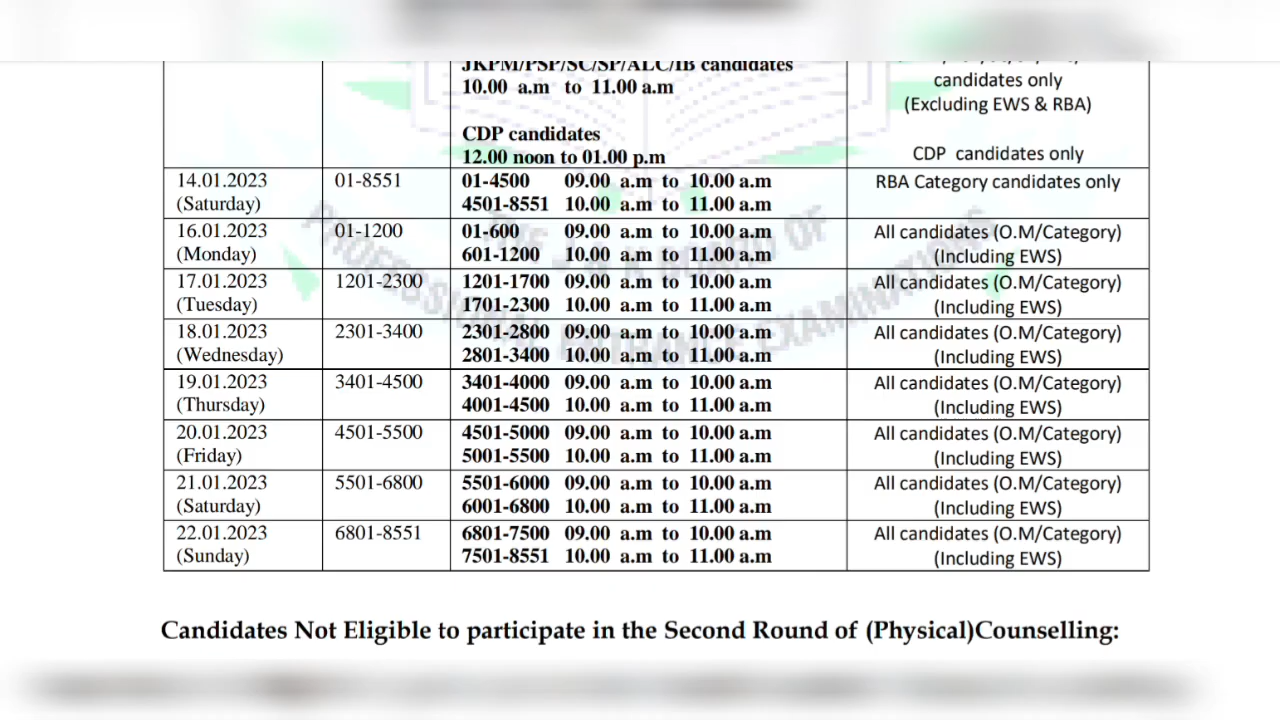 JKPM/PSP/SC/SP/ALC/IB candidates
10.00 a.m to 11.00 a.m
CDP candidates
12.00 noon to 01.00 p.m
candidates only
(Excluding EWS & RBA)
CDP candidates only
14.01.2023 01-8551 01-4500 09.00 a.m to 10.00 a.m RBA Category candidates only
(Saturday) 4501-8551 10.00 a.m to 11.00 a.m
16.01.2023 01-1200 01-600 09.00 a.m to 10.00 a.m All candidates (O.M/Category)
(Monday) 601-1200 10.00 a.m to 11.00 a.m (Including EWS)
17.01.2023 1201-2300 1201-1700 09.00 a.m to 10.00 a.m All candidates (O.M/Category)
(Tuesday) 1701-2300 10.00 a.m to 11.00 a.m (Including EWS)
18.01.2023 2301-3400 2301-2800 09.00 a.m to 10.00 a.m All candidates (O.M/Category)
(Wednesday) 2801-3400 10.00 a.m to 11.00 a.m (Including EWS)
19.01.2023 3401-4500 3401-4000 09.00 a.m to 10.00 a.m All candidates (O.M/Category)
(Thursday) 4001-4500 10.00 a.m to 11.00 a.m (Including EWS)
20.01.2023 4501-5500 4501-5000 09.00 a.m to 10.00 a.m All candidates (O.M/Category)
(Friday) 5001-5500 10.00 a.m to 11.00 a.m (Including EWS)
21.01.2023 5501-6800 5501-6000 09.00 a.m to 10.00 a.m All candidates (O.M/Category)
(Saturday) 6001-6800 10.00 a.m to 11.00 a.m (Including EWS)
22.01.2023 6801-8551 6801-7500 09.00 a.m to 10.00 a.m All candidates (O.M/Category)
(Sunday) 7501-8551 10.00 a.m to 11.00 a.m (Including EWS)
THE J & K BOARD OF
PROFESSIONAL ENTRANCE EXAMINATIONS
Candidates Not Eligible to participate in the Second Round of (Physical)Counselling: